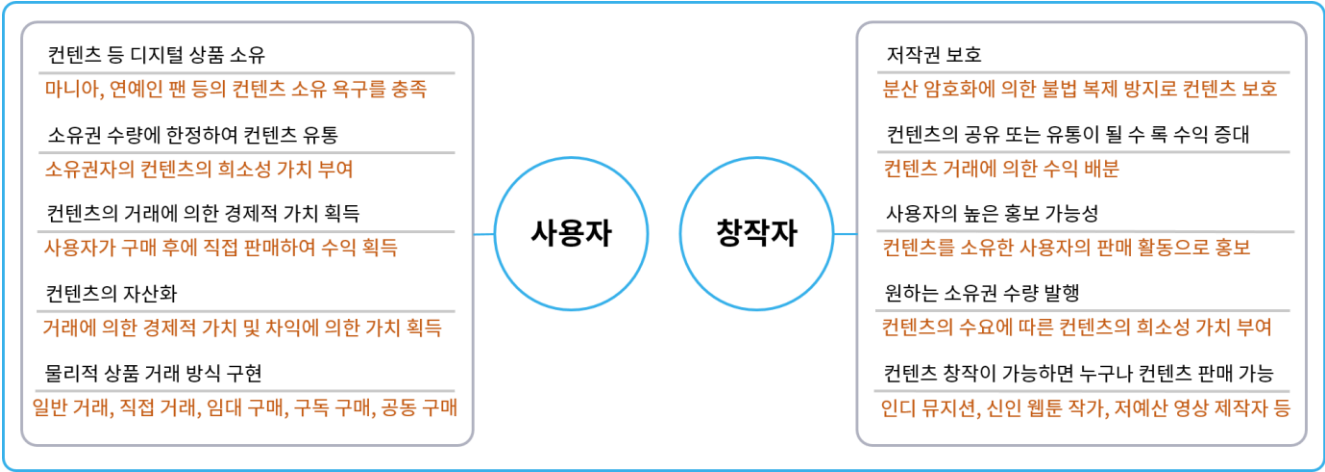 컨텐츠 등 디지털 상품 소유
마니아, 연예인 팬 등의 컨텐츠 소유 욕구를 충족
소유권 수량에 한정하여 컨텐츠 유통
소유권자의 컨텐츠의 희소성 가치 부여
컨텐츠의 거래에 의한 경제적 가치 획득
사용자가 구매 후에 직접 판매하여 수익 획득
컨텐츠의 자산화
거래에 의한 경제적 가치 및 차익에 의한 가치 획득
물리적 상품 거래 방식 구현
일반 거래, 직접 거래, 임대 구매, 구독 구매, 공동 구매
사용자
창작자
저작권 보호
분산 암호화에 의한 불법 복제 방지로 컨텐츠 보호
컨텐츠의 공유 또는 유통이 될 수 록 수익 증대
컨텐츠 거래에 의한 수익 배분
사용자의 높은 홍보 가능성
컨텐츠를 소유한 사용자의 판매 활동으로 홍보
원하는 소유권 수량 발행
컨텐츠의 수요에 따른 컨텐츠의 희소성 가치 부여
컨텐츠 창작이 가능하면 누구나 컨텐츠 판매 가능
인디 뮤지션, 신인 웹툰 작가, 저예산 영상 제작자 등